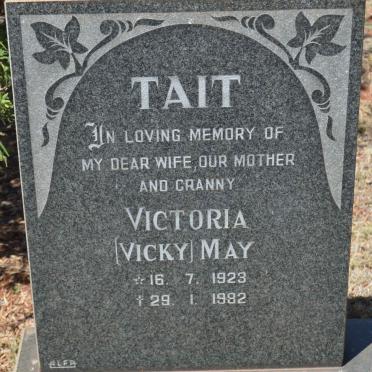 TAIT
IN LOVING MEMORY OF
MY DEAR WIFE, OUR MOTHER
AND GRANNY
VICTORIA
(VICKY) MAY
☆ 16. 7. 1923
† 29. 1. 1982
ALFA